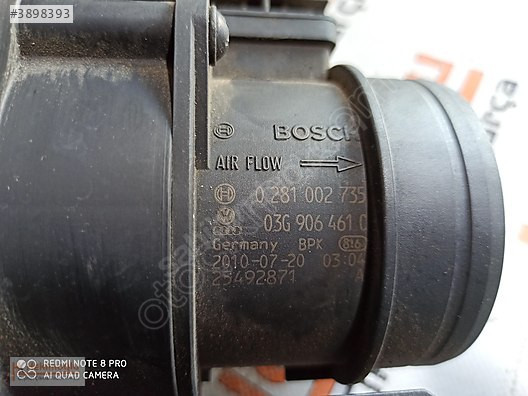 #3898393
BOSCH
AIR FLOW
0 281 002 735
03G 906 461 C
Germany BPK 816
2010-07-20 03:04
25492871 A
arça
REDMI NOTE 8 PRO
AI QUAD CAMERA